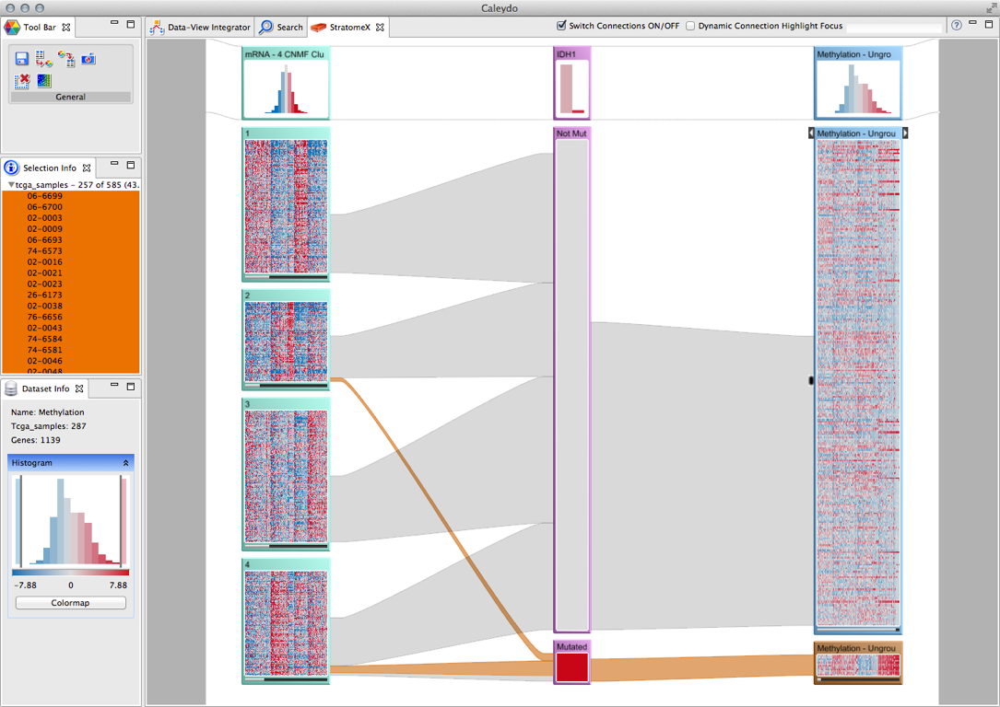 Caleydo
Tool Bar
General
Selection Info
tcga_samples - 257 of 585 (43.
06-6699
06-6700
02-0003
02-0009
06-6693
74-6573
02-0016
02-0021
02-0023
26-6173
02-0038
76-6656
02-0043
74-6584
74-6581
02-0046
02-0048
Dataset Info
Name: Methylation
Tcga_samples: 287
Genes: 1139
Histogram
-7.88 0 7.88
Colormap
Data-View Integrator Search StratomeX Switch Connections ON/OFF Dynamic Connection Highlight Focus ?
mRNA - 4 CNMF Clu IDH1 Methylation - Ungro
1 Not Mut Methylation - Ungrou
2
3
4
Mutated Methylation - Ungrou